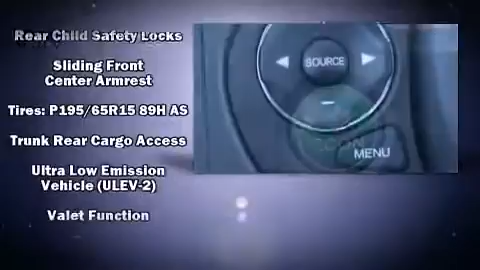 Rear Child Safety Locks
Sliding Front
Center Armrest
Tires: P195/65R15 89H AS
Trunk Rear Cargo Access
Ultra Low Emission
Vehicle (ULEV-2)
Valet Function
SOURCE
MENU